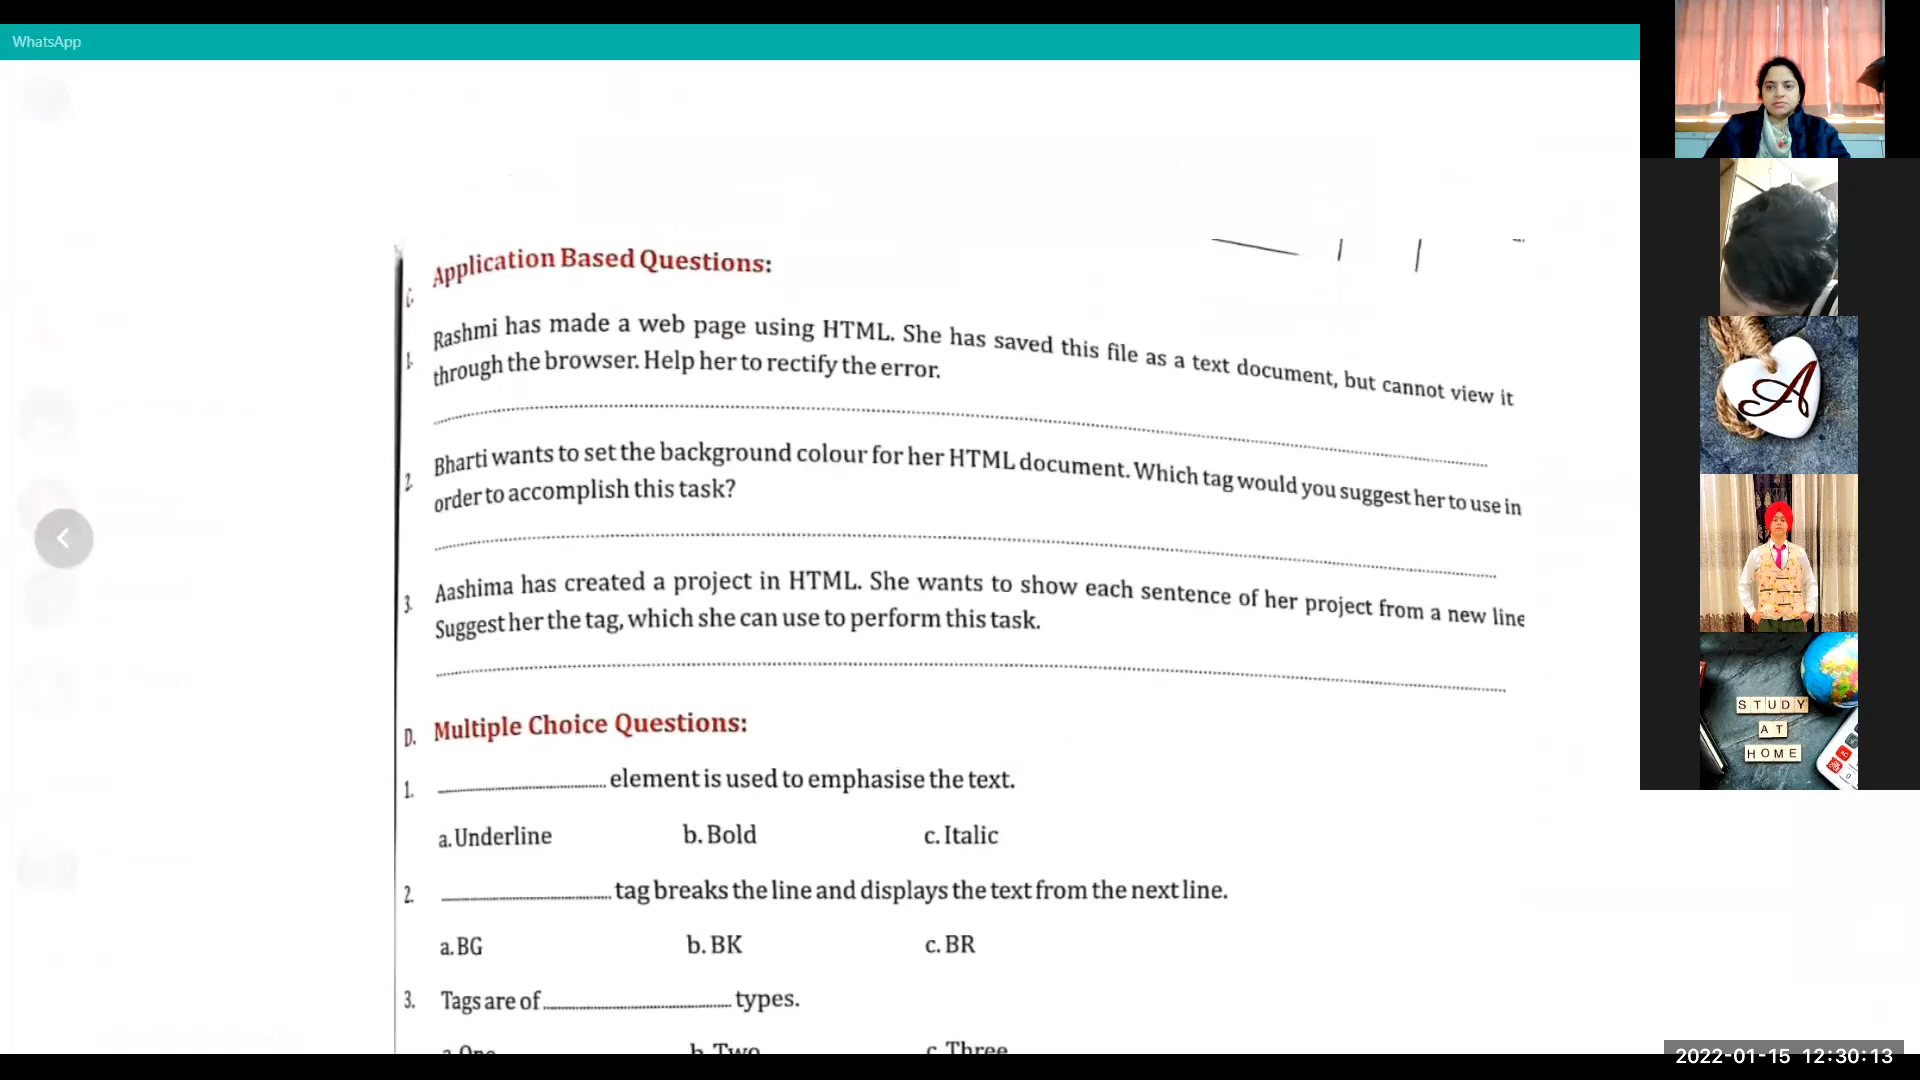 WhatsApp
C. Application Based Questions:
1. Rashmi has made a web page using HTML. She has saved this file as a text document, but cannot view it
through the browser. Help her to rectify the error.
2. Bharti wants to set the background colour for her HTML document. Which tag would you suggest her to use in
order to accomplish this task?
3. Aashima has created a project in HTML. She wants to show each sentence of her project from a new line
Suggest her the tag, which she can use to perform this task.
D. Multiple Choice Questions:
1. element is used to emphasise the text.
a. Underline b. Bold c. Italic
2. tag breaks the line and displays the text from the next line.
a. BG b. BK c. BR
3. Tags are of types.
a. One b. Two c. Three
A
STUDY
AT
HOME
2022-01-15 12:30:13